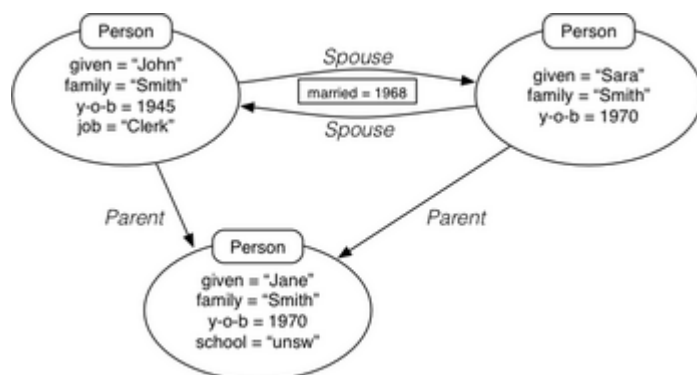 Person
given = “John”
family = “Smith”
y-o-b = 1945
job = “Clerk”
Spouse
married = 1968
Spouse
Person
given = “Sara”
family = “Smith”
y-o-b = 1970
Parent
Parent
Person
given = “Jane”
family = “Smith”
y-o-b = 1970
school = “unsw”